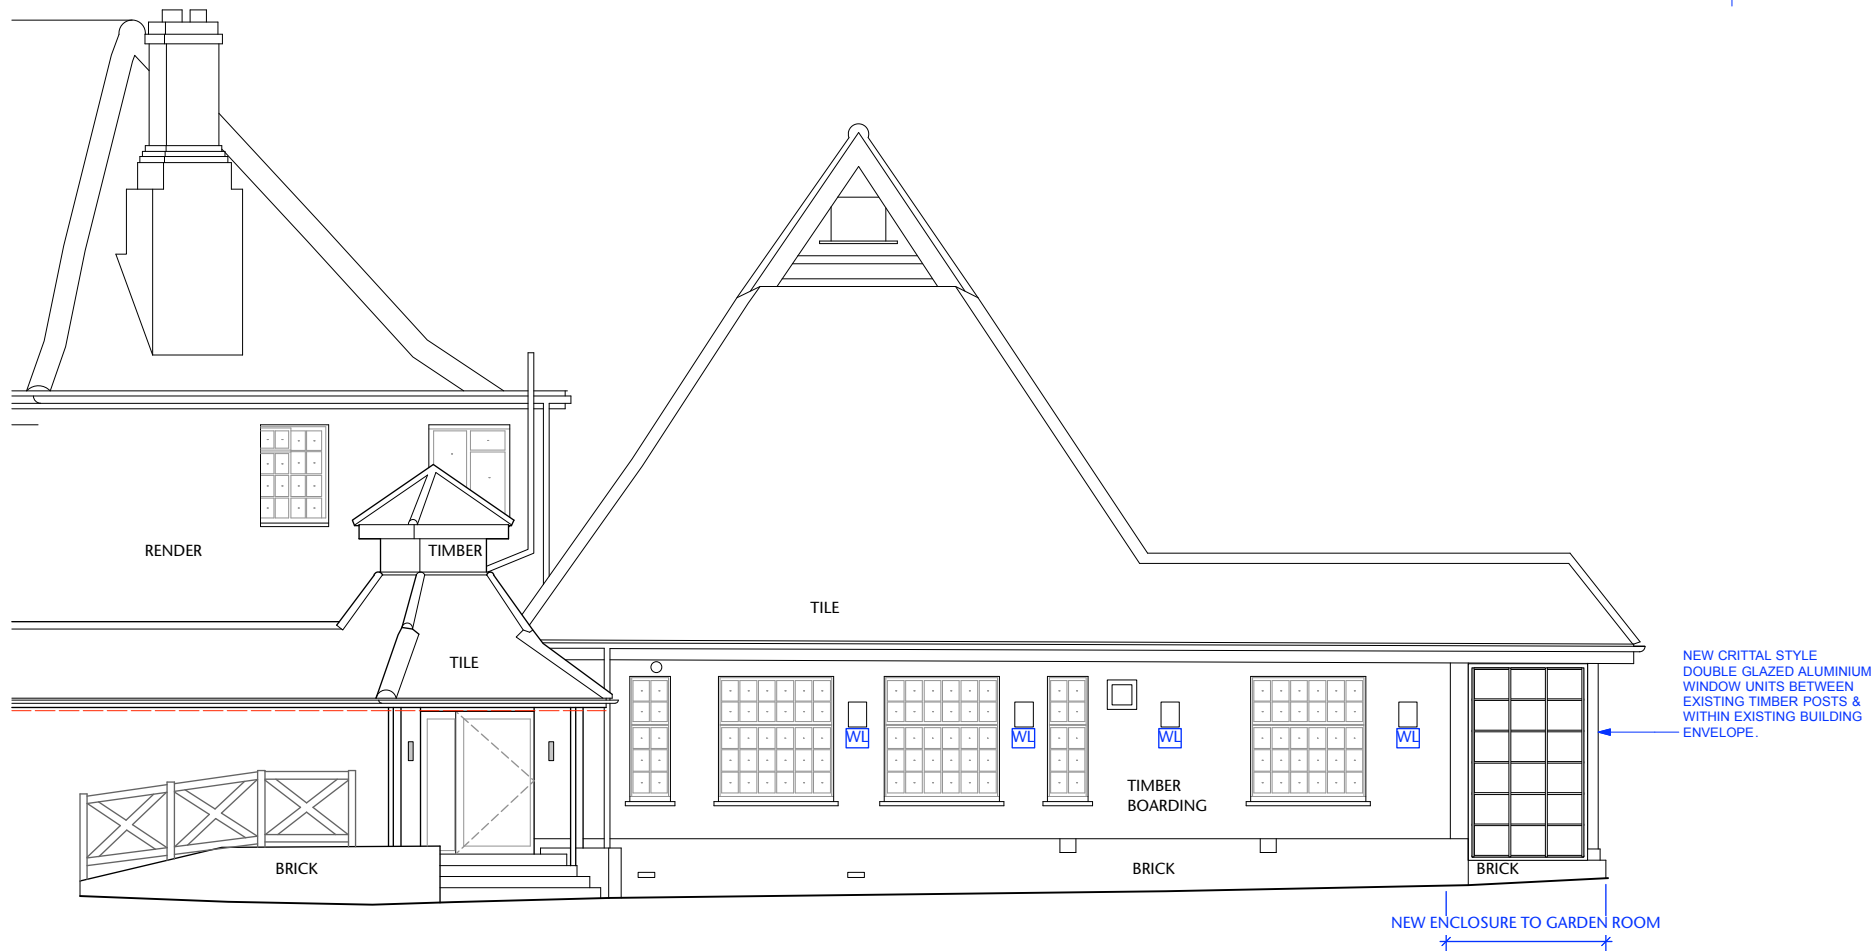 RENDER
TIMBER
TILE
TILE
NEW CRITTAL STYLE
DOUBLE GLAZED ALUMINIUM
WINDOW UNITS BETWEEN
EXISTING TIMBER POSTS &
WITHIN EXISTING BUILDING
ENVELOPE.
WL
WL
WL
WL
TIMBER
BOARDING
BRICK
BRICK
BRICK
NEW ENCLOSURE TO GARDEN ROOM